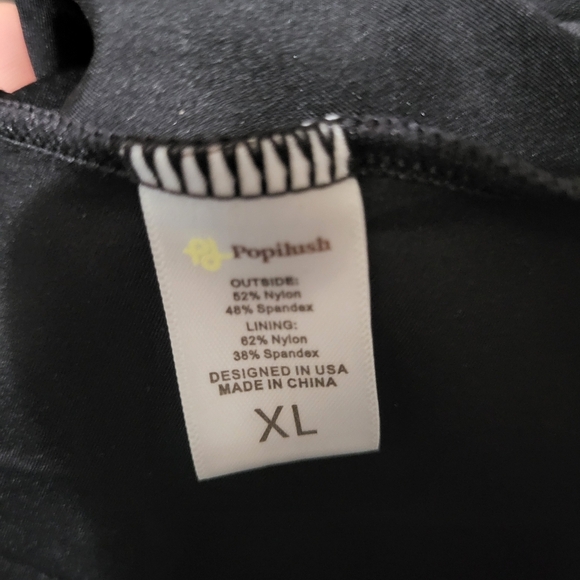 Popilush
OUTSIDE:
52% Nylon
48% Spandex
LINING:
62% Nylon
38% Spandex
DESIGNED IN USA
MADE IN CHINA
XL